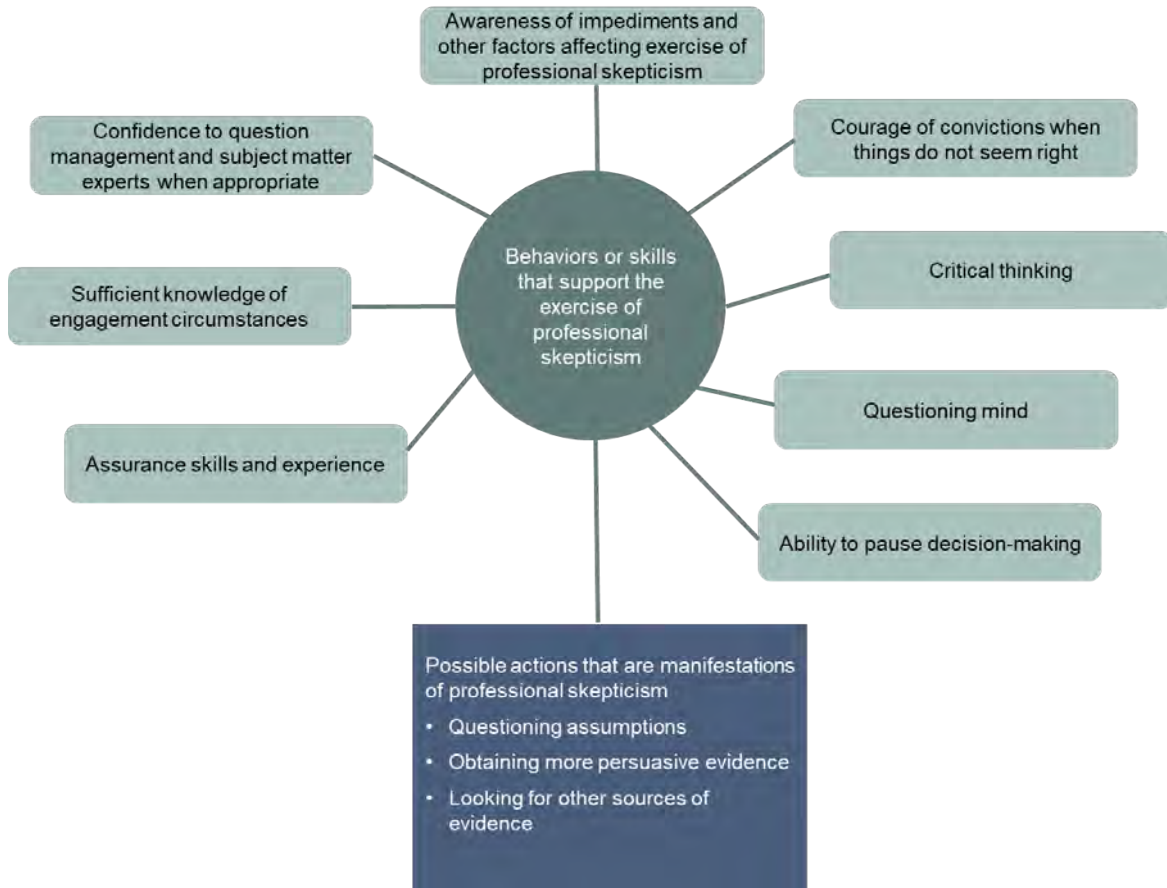 Awareness of impediments and
other factors affecting exercise of
professional skepticism
Confidence to question
management and subject matter
experts when appropriate
Courage of convictions when
things do not seem right
Behaviors or skills
that support the
exercise of
professional
skepticism
Critical thinking
Sufficient knowledge of
engagement circumstances
Questioning mind
Assurance skills and experience
Ability to pause decision-making
Possible actions that are manifestations
of professional skepticism
• Questioning assumptions
• Obtaining more persuasive evidence
• Looking for other sources of
evidence